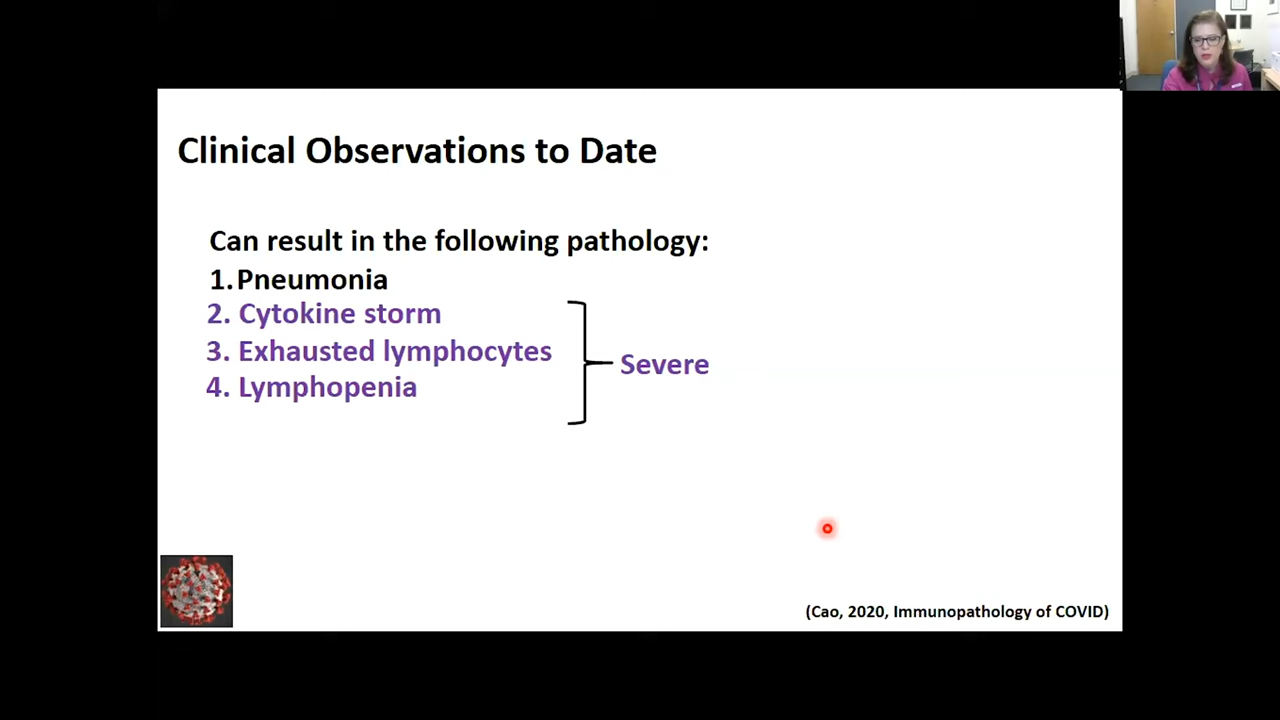 Clinical Observations to Date
Can result in the following pathology:
1. Pneumonia
2. Cytokine storm
3. Exhausted lymphocytes
4. Lymphopenia
Severe
(Cao, 2020, Immunopathology of COVID)